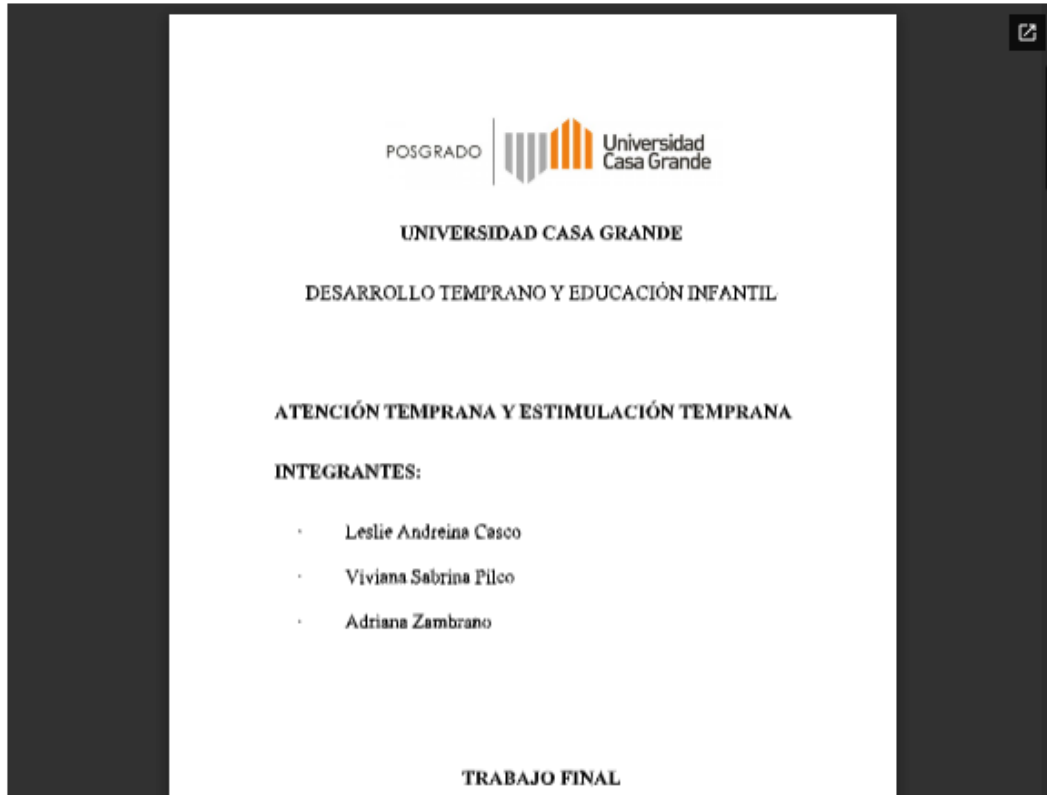 POSGRADO
Universidad
Casa Grande
UNIVERSIDAD CASA GRANDE
DESARROLLO TEMPRANO Y EDUCACIÓN INFANTIL
ATENCIÓN TEMPRANA Y ESTIMULACIÓN TEMPRANA
INTEGRANTES:
· Leslie Andreina Casco
· Viviana Sabrina Pilco
· Adriana Zambrano
TRABAJO FINAL